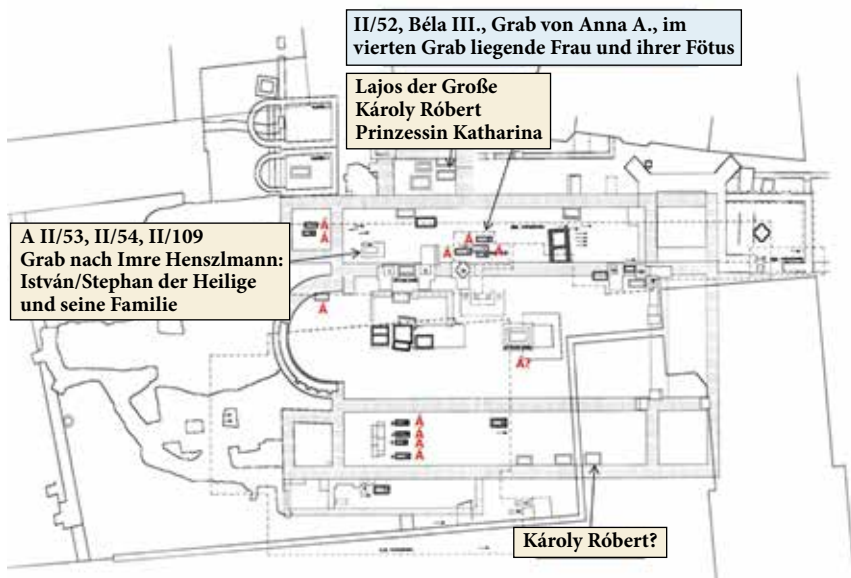 II/52, Béla III., Grab von Anna A., im
vierten Grab liegende Frau und ihrer Fötus
Lajos der Große
Károly Róbert
Prinzessin Katharina
A II/53, II/54, II/109
Grab nach Imre Henszlmann:
István/Stephan der Heilige
und seine Familie
Á
Á
Á
Á
Á
Á
Á?
Á
Á
Á
Á
Károly Róbert?